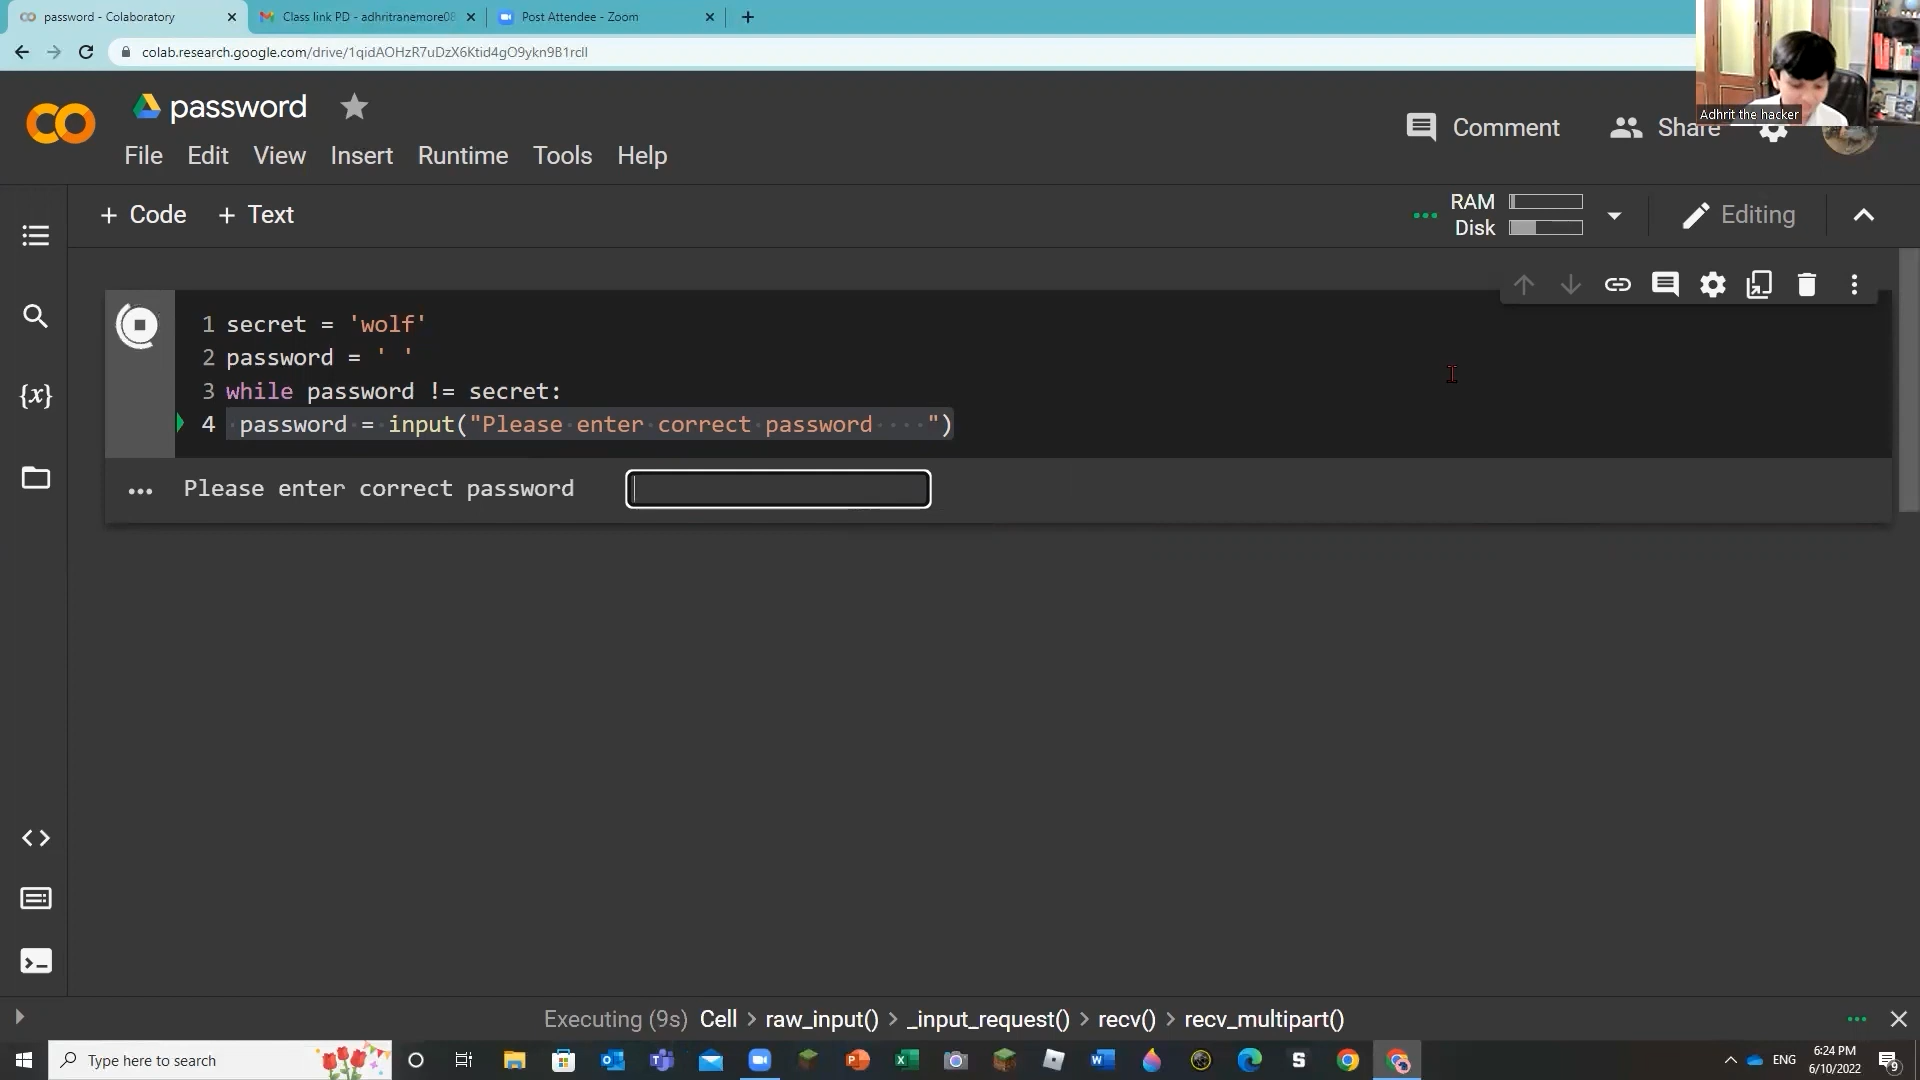 password - Colaboratory
Class link PD - adhritranemore08
Post Attendee - Zoom
colab.research.google.com/drive/1qidAOHzR7uDzX6Ktid4gO9ykn9B1rcll
Adhrit the hacker
password
Comment
Share
File Edit View Insert Runtime Tools Help
+ Code + Text
RAM
Disk
Editing
1 secret = 'wolf'
2 password = ' '
3 while password != secret:
4 password = input("Please enter correct password    ")
... Please enter correct password
{x}
Executing (9s) Cell > raw_input() > _input_request() > recv() > recv_multipart()
Type here to search
ENG
6:24 PM
6/10/2022
9